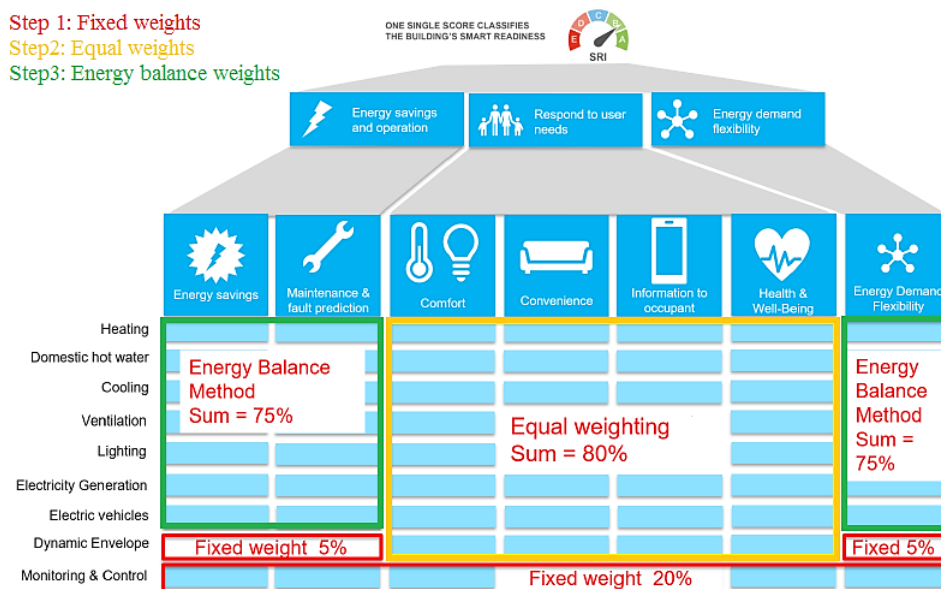 Step 1: Fixed weights
Step2: Equal weights
Step3: Energy balance weights
ONE SINGLE SCORE CLASSIFIES
THE BUILDING'S SMART READINESS
E D C B A
SRI
Energy savings
and operation
Respond to user
needs
Energy demand
flexibility
Energy savings
Maintenance &
fault prediction
Comfort
Convenience
Information to
occupant
Health &
Well-Being
Energy Demand
Flexibility
Heating
Domestic hot water
Cooling
Ventilation
Lighting
Electricity Generation
Electric vehicles
Dynamic Envelope
Monitoring & Control
Energy Balance
Method
Sum = 75%
Equal weighting
Sum = 80%
Energy
Balance
Method
Sum =
75%
Fixed weight 5%
Fixed 5%
Fixed weight 20%